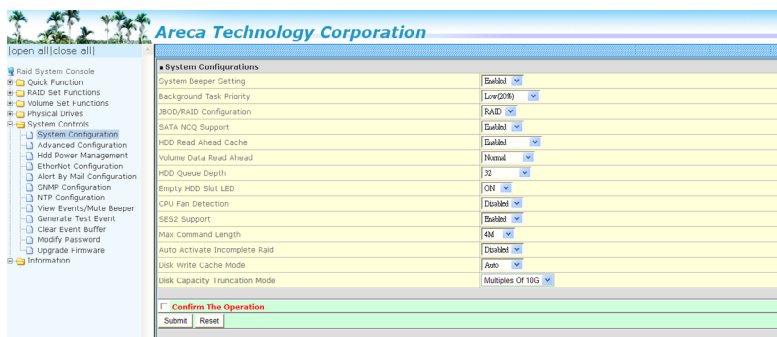 Areca Technology Corporation
|open all|close all|
Raid System Console
Quick Function
RAID Set Functions
Volume Set Functions
Physical Drives
System Controls
System Configuration
Advanced Configuration
Hdd Power Management
EtherNet Configuration
Alert By Mail Configuration
SNMP Configuration
NTP Configuration
View Events/Mute Beeper
Generate Test Event
Clear Event Buffer
Modify Password
Upgrade Firmware
Information
System Configurations
System Beeper Setting Enabled
Background Task Priority Low(20%)
JBOD/RAID Configuration RAID
SATA NCQ Support Enabled
HDD Read Ahead Cache Enabled
Volume Data Read Ahead Normal
HDD Queue Depth 32
Empty HDD Slot LED ON
CPU Fan Detection Disabled
SES2 Support Enabled
Max Command Length 4M
Auto Activate Incomplete Raid Disabled
Disk Write Cache Mode Auto
Disk Capacity Truncation Mode Multiples Of 10G
Confirm The Operation
Submit Reset